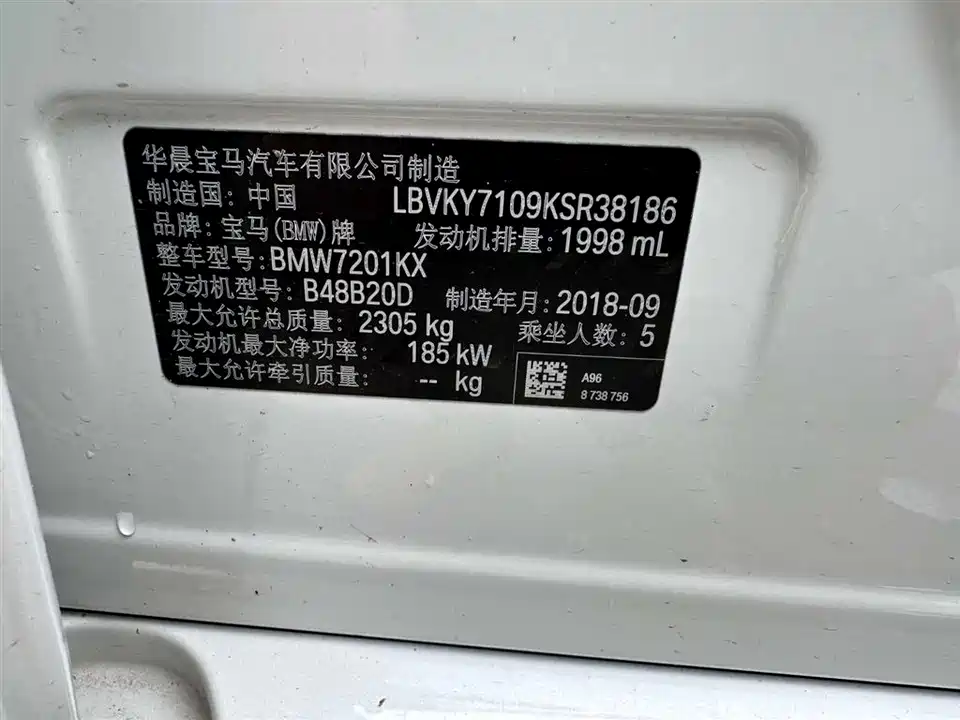 华晨宝马汽车有限公司制造
制造国: 中国 LBVKY7109KSR38186
品牌: 宝马(BMW)牌 发动机排量: 1998 mL
整车型号: BMW7201KX
发动机型号: B48B20D 制造年月: 2018-09
最大允许总质量: 2305 kg 乘坐人数: 5
发动机最大净功率: 185 kW
最大允许牵引质量: -- kg
A96
8 738 756